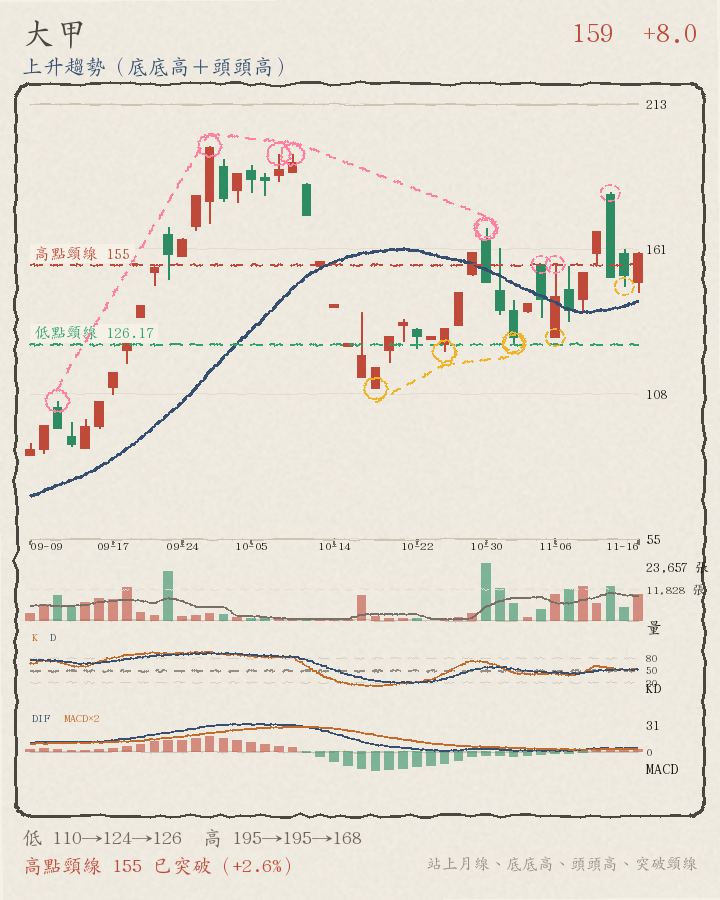 大甲
159 +8.0
上升趨勢（底底高＋頭頭高）
213
高點頸線 155
161
低點頸線 126.17
108
55
09-09 09-17 09-24 10-05 10-14 10-22 10-30 11-06 11-16
23,657 張
11,828 張
量
K D
80
50
20
KD
DIF MACD×2
31
0
MACD
低 110→124→126 高 195→195→168
高點頸線 155 已突破（+2.6%）
站上月線、底底高、頭頭高、突破頸線